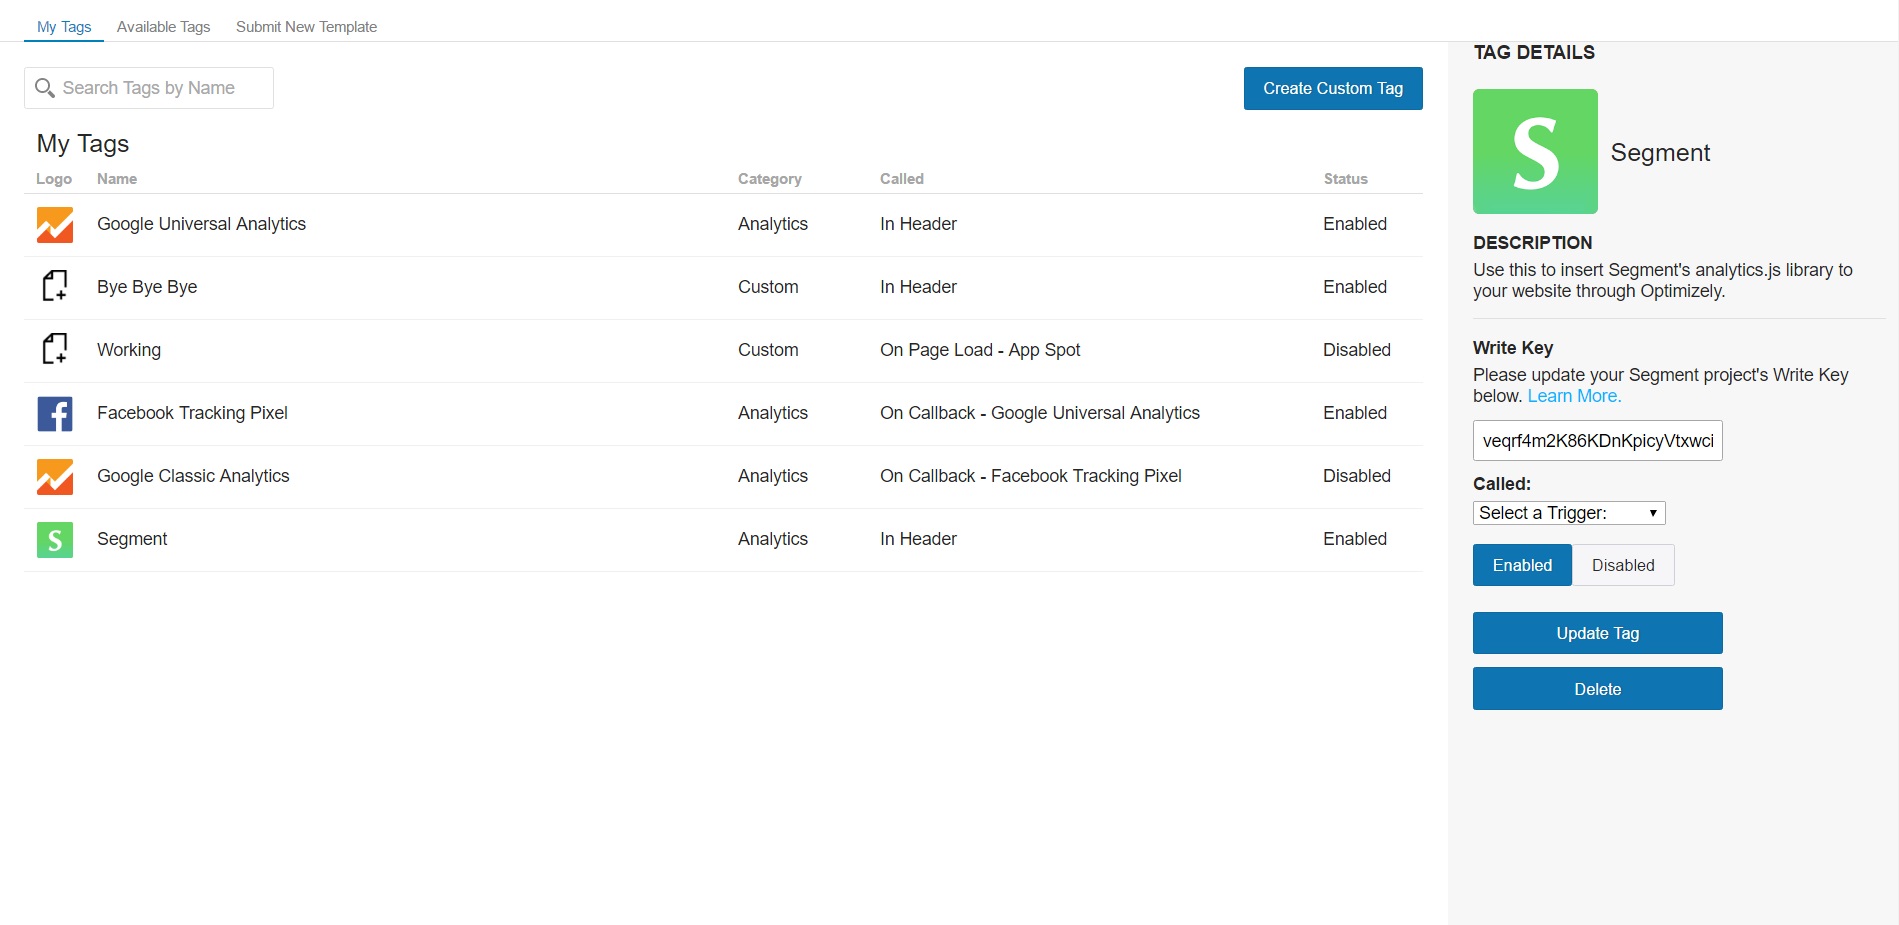 My Tags Available Tags Submit New Template
Search Tags by Name
Create Custom Tag
My Tags
Logo Name Category Called Status
Google Universal Analytics Analytics In Header Enabled
Bye Bye Bye Custom In Header Enabled
Working Custom On Page Load - App Spot Disabled
Facebook Tracking Pixel Analytics On Callback - Google Universal Analytics Enabled
Google Classic Analytics Analytics On Callback - Facebook Tracking Pixel Disabled
S Segment Analytics In Header Enabled
TAG DETAILS
S Segment
DESCRIPTION
Use this to insert Segment's analytics.js library to
your website through Optimizely.
Write Key
Please update your Segment project's Write Key
below. Learn More.
veqrf4m2K86KDnKpicyVtxwci
Called:
Select a Trigger:
Enabled Disabled
Update Tag
Delete